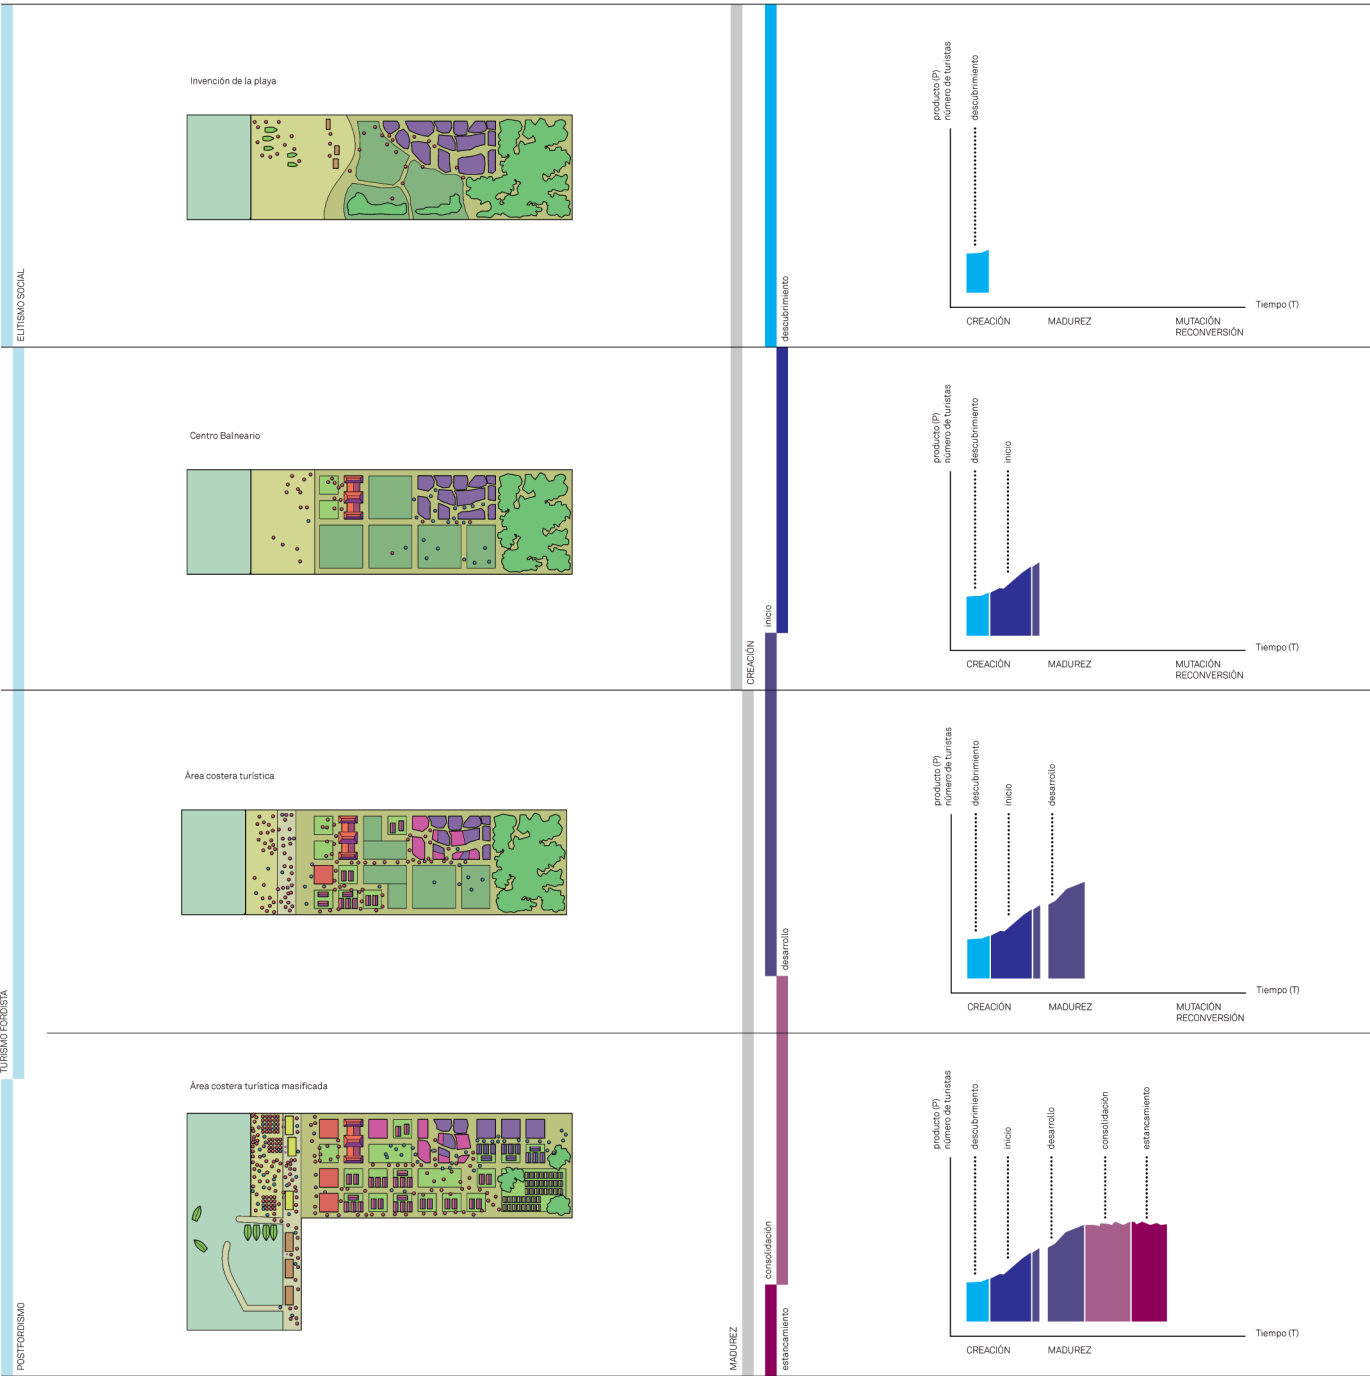 Invención de la playa
ELITISMO SOCIAL
descubrimiento
producto (P)
número de turistas
descubrimiento
Tiempo (T)
CREACIÓN
MADUREZ
MUTACIÓN
RECONVERSIÓN
Centro Balneario
inicio
CREACIÓN
producto (P)
número de turistas
descubrimiento
inicio
Tiempo (T)
CREACIÓN
MADUREZ
MUTACIÓN
RECONVERSIÓN
Área costera turística
TURISMO FORDISTA
desarrollo
producto (P)
número de turistas
descubrimiento
inicio
desarrollo
Tiempo (T)
CREACIÓN
MADUREZ
MUTACIÓN
RECONVERSIÓN
Área costera turística masificada
POSTFORDISMO
MADUREZ
consolidación
estancamiento
producto (P)
número de turistas
descubrimiento
inicio
desarrollo
consolidación
estancamiento
Tiempo (T)
CREACIÓN
MADUREZ